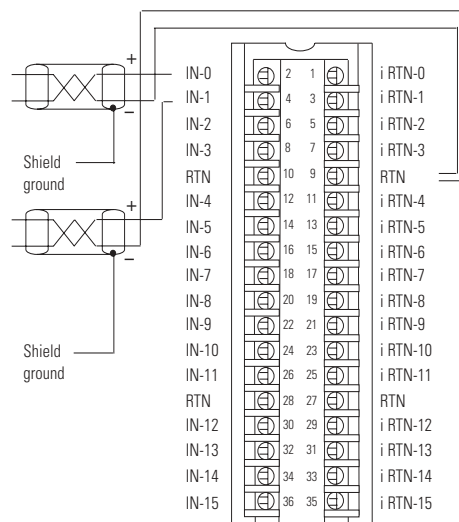 +
IN-0 2 1 i RTN-0
IN-1 4 3 i RTN-1
–
IN-2 6 5 i RTN-2
IN-3 8 7 i RTN-3
Shield
ground
RTN 10 9 RTN
IN-4 12 11 i RTN-4
+
IN-5 14 13 i RTN-5
IN-6 16 15 i RTN-6
–
IN-7 18 17 i RTN-7
IN-8 20 19 i RTN-8
IN-9 22 21 i RTN-9
Shield
ground
IN-10 24 23 i RTN-10
IN-11 26 25 i RTN-11
RTN 28 27 RTN
IN-12 30 29 i RTN-12
IN-13 32 31 i RTN-13
IN-14 34 33 i RTN-14
IN-15 36 35 i RTN-15